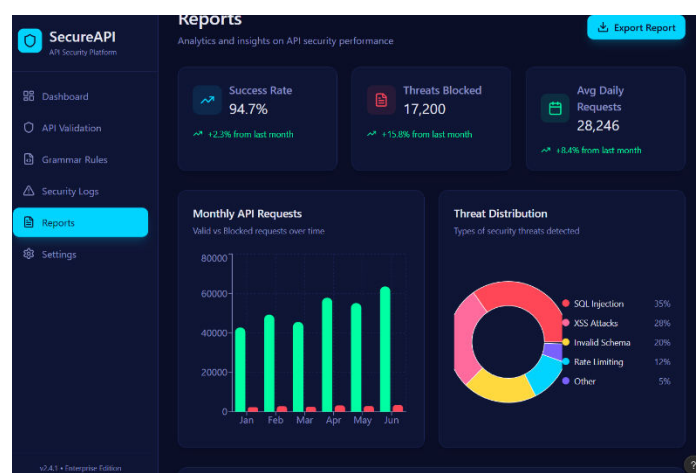 SecureAPI
API Security Platform
Dashboard
API Validation
Grammar Rules
Security Logs
Reports
Settings
v2.4.1 • Enterprise Edition
Reports
Analytics and insights on API security performance
Export Report
Success Rate
94.7%
+2.3% from last month
Threats Blocked
17,200
+15.8% from last month
Avg Daily
Requests
28,246
+8.4% from last month
Monthly API Requests
Valid vs Blocked requests over time
80000
60000
40000
20000
0
Jan Feb Mar Apr May Jun
Threat Distribution
Types of security threats detected
SQL Injection 35%
XSS Attacks 28%
Invalid Schema 20%
Rate Limiting 12%
Other 5%
?